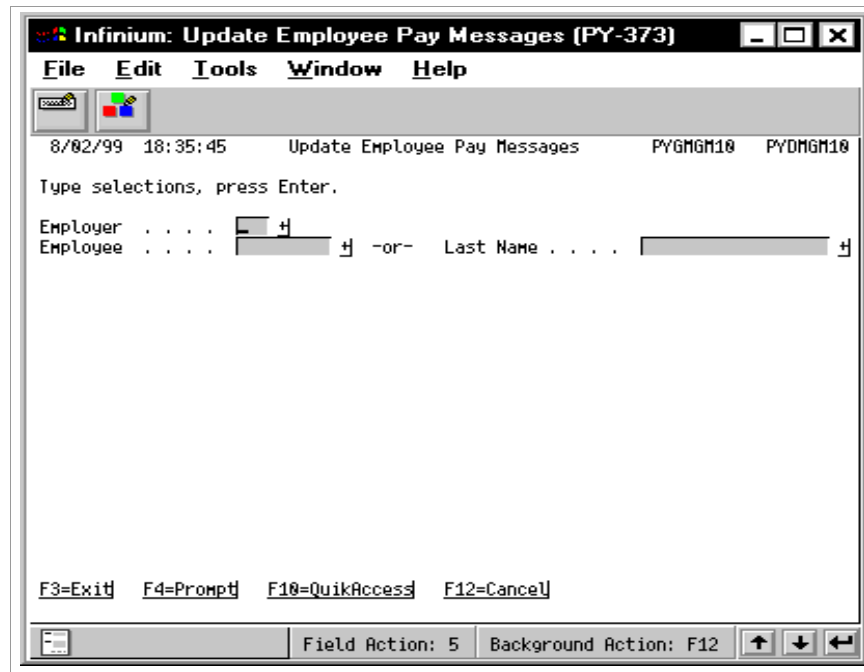 Infinium: Update Employee Pay Messages (PY-373)
File Edit Tools Window Help
8/02/99 18:35:45 Update Employee Pay Messages PYGMGM10 PYDMGM10
Type selections, press Enter.
Employer . . . . +
Employee . . . . + -or- Last Name . . . . +
F3=Exit F4=Prompt F10=QuikAccess F12=Cancel
Field Action: 5 Background Action: F12